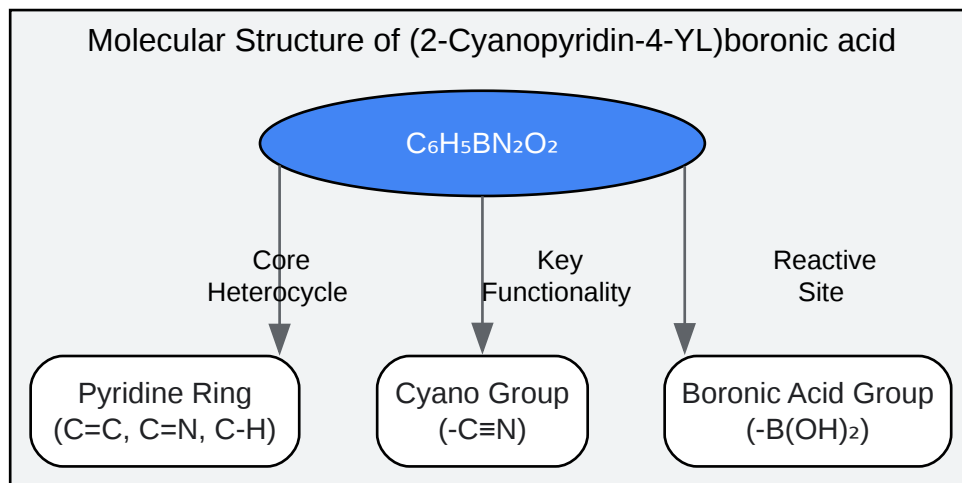 Molecular Structure of (2-Cyanopyridin-4-YL)boronic acid
C₆H₅BN₂O₂
Core
Heterocycle
Key
Functionality
Reactive
Site
Pyridine Ring
(C=C, C=N, C-H)
Cyano Group
(-C≡N)
Boronic Acid Group
(-B(OH)₂)